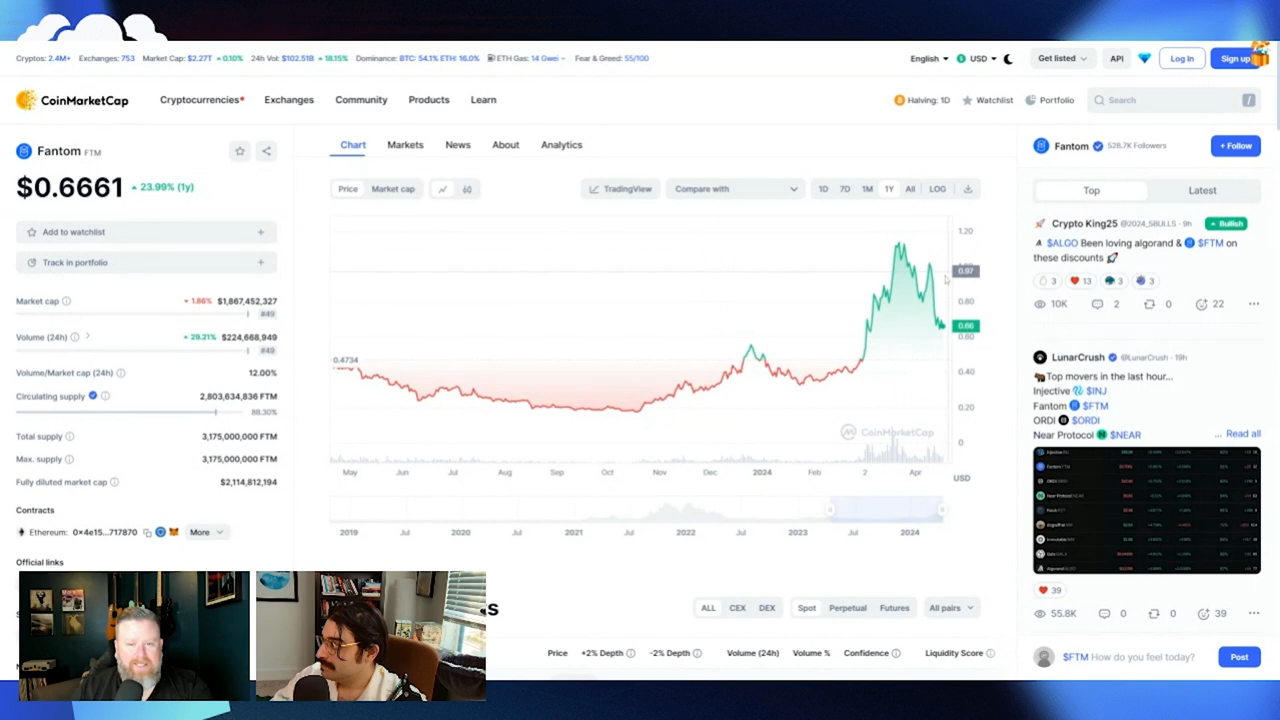 Cryptos: 2.4M+ Exchanges: 753 Market Cap: $2.27T 0.10% 24h Vol: $102.51B 18.15% Dominance: BTC: 54.1% ETH: 16.0% ETH Gas: 14 Gwei Fear & Greed: 55/100
English USD Get listed API Log In Sign up
CoinMarketCap Cryptocurrencies Exchanges Community Products Learn
Halving: 1D Watchlist Portfolio Search /
Fantom FTM
$0.6661 23.99% (1y)
Add to watchlist +
Track in portfolio +
Market cap 1.86% $1,867,452,327
#49
Volume (24h) 29.21% $224,668,949
#49
Volume/Market cap (24h) 12.00%
Circulating supply 2,803,634,836 FTM
88.30%
Total supply 3,175,000,000 FTM
Max. supply 3,175,000,000 FTM
Fully diluted market cap $2,114,812,194
Contracts
Ethereum: 0x4e15...717870 More
Official links
Chart Markets News About Analytics
Price Market cap TradingView Compare with 1D 7D 1M 1Y All LOG
1.20
0.97
0.80
0.66
0.60
0.4734
0.40
0.20
0
CoinMarketCap
May Jun Jul Aug Sep Oct Nov Dec 2024 Feb 2 Apr
USD
2019 Jul 2020 Jul 2021 Jul 2022 Jul 2023 Jul 2024
s ALL CEX DEX Spot Perpetual Futures All pairs
Price +2% Depth -2% Depth Volume (24h) Volume % Confidence Liquidity Score
Fantom 528.7K Followers + Follow
Top Latest
Crypto King25 @2024_58ULLS · 9h Bullish
$ALGO Been loving algorand & $FTM on
these discounts
3 13 3 3
10K 2 0 22
LunarCrush @LunarCrush · 19h
Top movers in the last hour...
Injective $INJ
Fantom $FTM
ORDI $ORDI
Near Protocol $NEAR ... Read all
39
55.8K 0 0 39
$FTM How do you feel today? Post